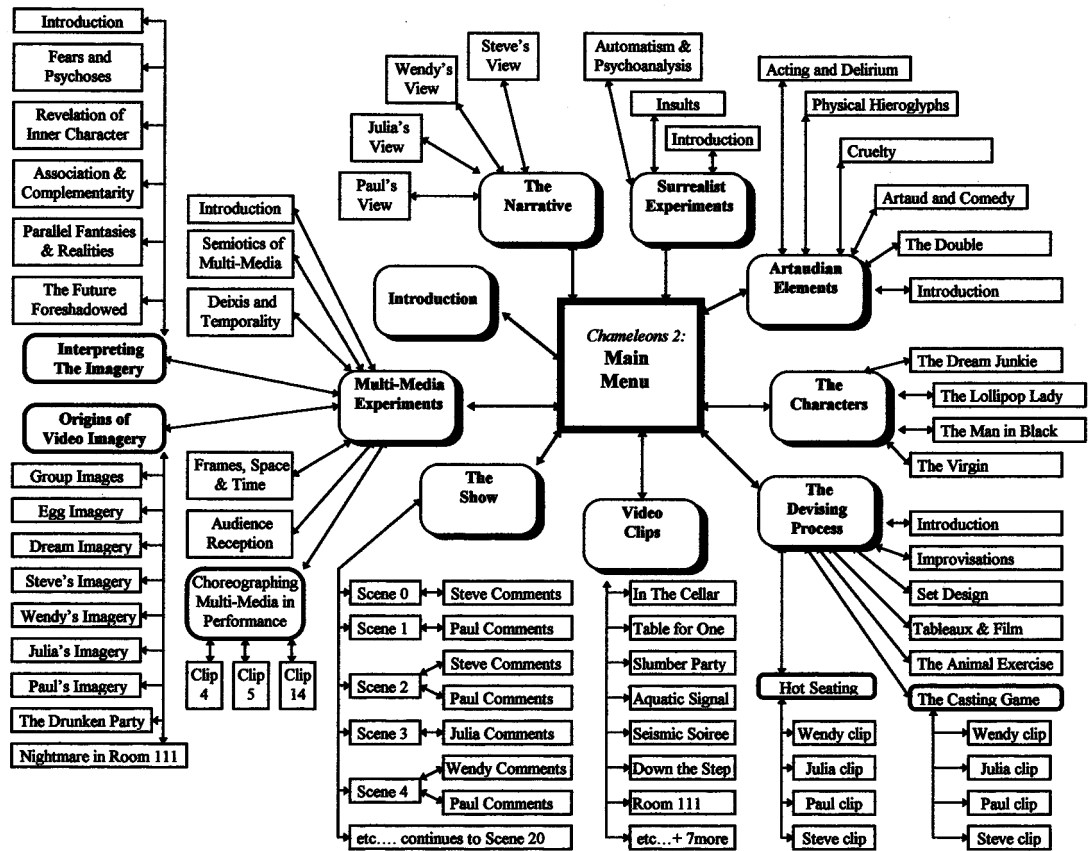 Introduction
Fears and
Psychoses
Revelation of
Inner Character
Association &
Complementarity
Parallel Fantasies
& Realities
The Future
Foreshadowed
Interpreting
The Imagery
Origins of
Video Imagery
Group Images
Egg Imagery
Dream Imagery
Steve's Imagery
Wendy's Imagery
Julia's Imagery
Paul's Imagery
The Drunken Party
Nightmare in Room 111
Introduction
Semiotics of
Multi-Media
Deixis and
Temporality
Multi-Media
Experiments
Frames, Space
& Time
Audience
Reception
Choreographing
Multi-Media in
Performance
Clip
4
Clip
5
Clip
14
Steve's
View
Wendy's
View
Julia's
View
Paul's
View
The
Narrative
Automatism &
Psychoanalysis
Insults
Introduction
Surrealist
Experiments
Acting and Delirium
Physical Hieroglyphs
Cruelty
Artaud and Comedy
The Double
Introduction
Artaudian
Elements
Introduction
Chameleons 2:
Main
Menu
The
Characters
The Dream Junkie
The Lollipop Lady
The Man in Black
The Virgin
The
Show
Scene 0
Steve Comments
Scene 1
Paul Comments
Scene 2
Steve Comments
Paul Comments
Scene 3
Julia Comments
Scene 4
Wendy Comments
Paul Comments
etc.... continues to Scene 20
Video
Clips
In The Cellar
Table for One
Slumber Party
Aquatic Signal
Seismic Soiree
Down the Step
Room 111
etc...+ 7more
The
Devising
Process
Introduction
Improvisations
Set Design
Tableaux & Film
The Animal Exercise
Hot Seating
Wendy clip
Julia clip
Paul clip
Steve clip
The Casting Game
Wendy clip
Julia clip
Paul clip
Steve clip